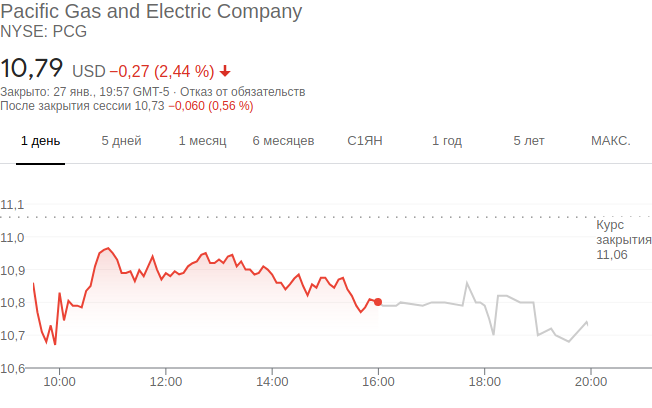 Pacific Gas and Electric Company
NYSE: PCG
10,79 USD −0,27 (2,44 %)
Закрыто: 27 янв., 19:57 GMT-5 · Отказ от обязательств
После закрытия сессии 10,73 −0,060 (0,56 %)
1 день 5 дней 1 месяц 6 месяцев С1ЯН 1 год 5 лет МАКС.
11,1
Курс
закрытия
11,06
11,0
10,9
10,8
10,7
10,6
10:00 12:00 14:00 16:00 18:00 20:00